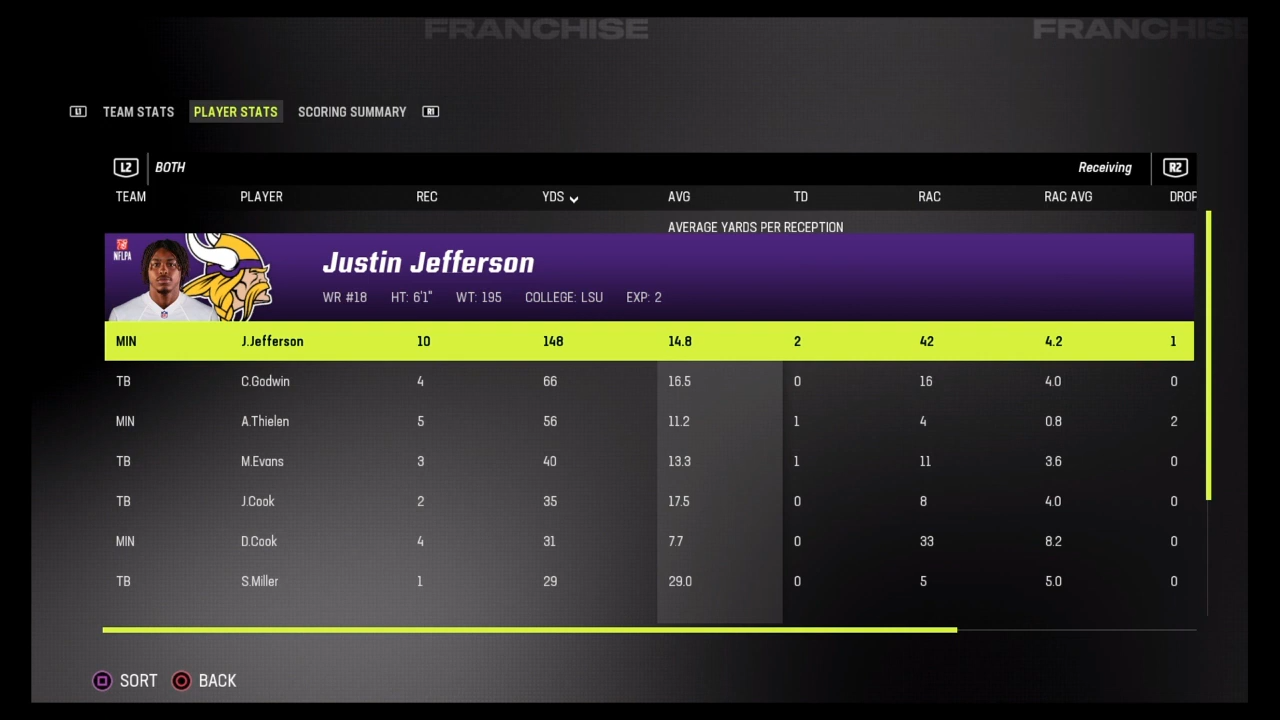 FRANCHISE FRANCHISE
L1 TEAM STATS PLAYER STATS SCORING SUMMARY R1
L2 BOTH Receiving R2
TEAM PLAYER REC YDS AVG TD RAC RAC AVG DROP
AVERAGE YARDS PER RECEPTION
NFLPA
Justin Jefferson
WR #18 HT: 6'1" WT: 195 COLLEGE: LSU EXP: 2
MIN J.Jefferson 10 148 14.8 2 42 4.2 1
TB C.Godwin 4 66 16.5 0 16 4.0 0
MIN A.Thielen 5 56 11.2 1 4 0.8 2
TB M.Evans 3 40 13.3 1 11 3.6 0
TB J.Cook 2 35 17.5 0 8 4.0 0
MIN D.Cook 4 31 7.7 0 33 8.2 0
TB S.Miller 1 29 29.0 0 5 5.0 0
SORT BACK